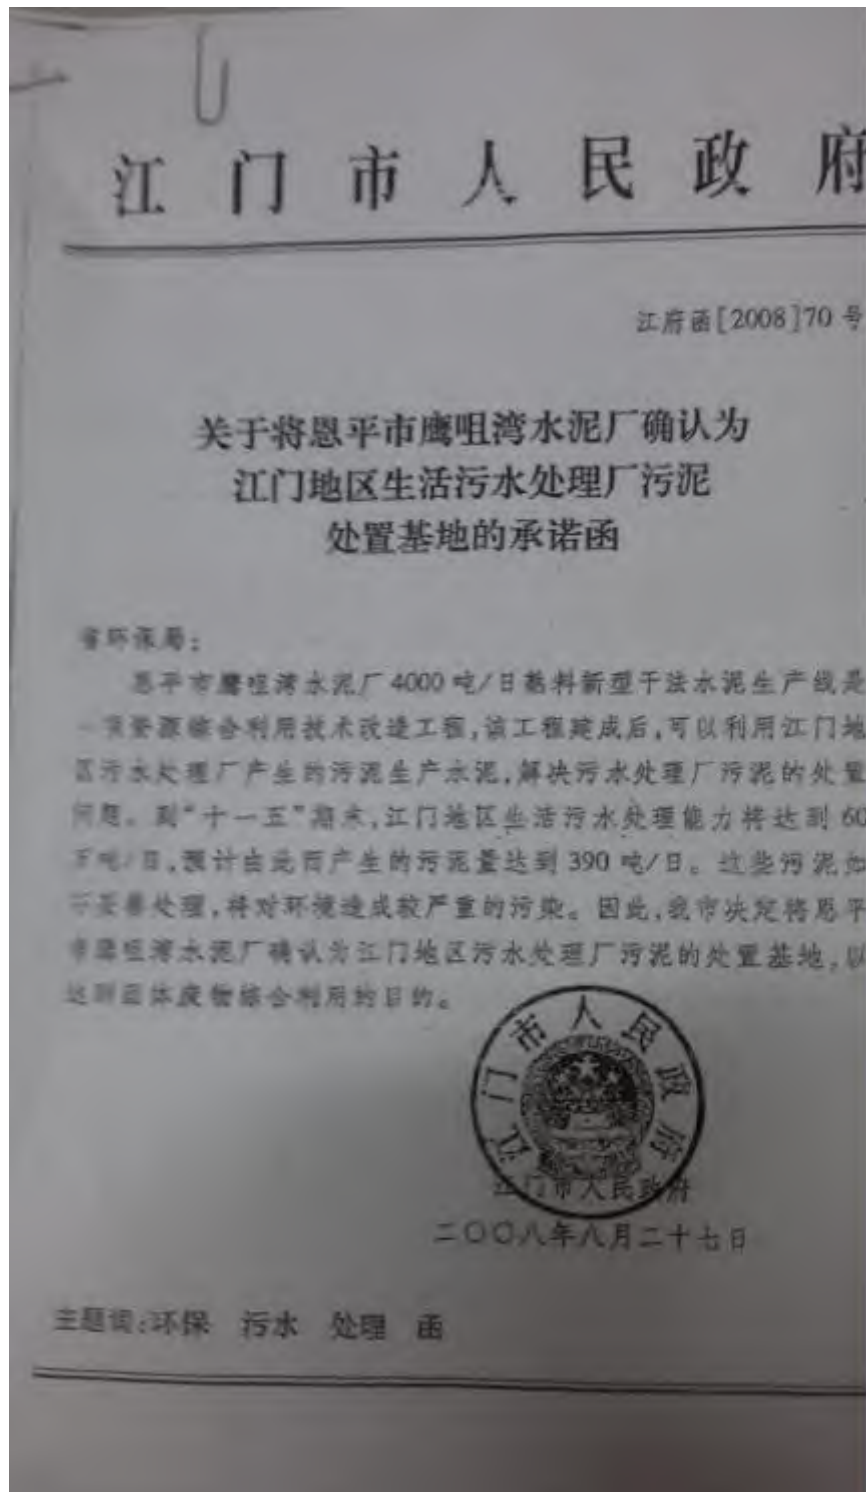 江门市人民政府
江府函[2008]70号
关于将恩平市鹰咀湾水泥厂确认为
江门地区生活污水处理厂污泥
处置基地的承诺函
省环保局:
恩平市鹰咀湾水泥厂4000吨/日熟料新型干法水泥生产线是
一项资源综合利用技术改造工程,该工程建成后,可以利用江门地
区污水处理厂产生的污泥生产水泥,解决污水处理厂污泥的处置
问题。到“十一五”期末,江门地区生活污水处理能力将达到60
万吨/日,预计由此而产生的污泥量达到390吨/日。这些污泥如
不妥善处理,将对环境造成较严重的污染。因此,我市决定将恩平
市鹰咀湾水泥厂确认为江门地区污水处理厂污泥的处置基地,以
达到固体废物综合利用的目的。
江门市人民政府
江门市人民政府
二〇〇八年八月二十七日
主题词:环保 污水 处理 函